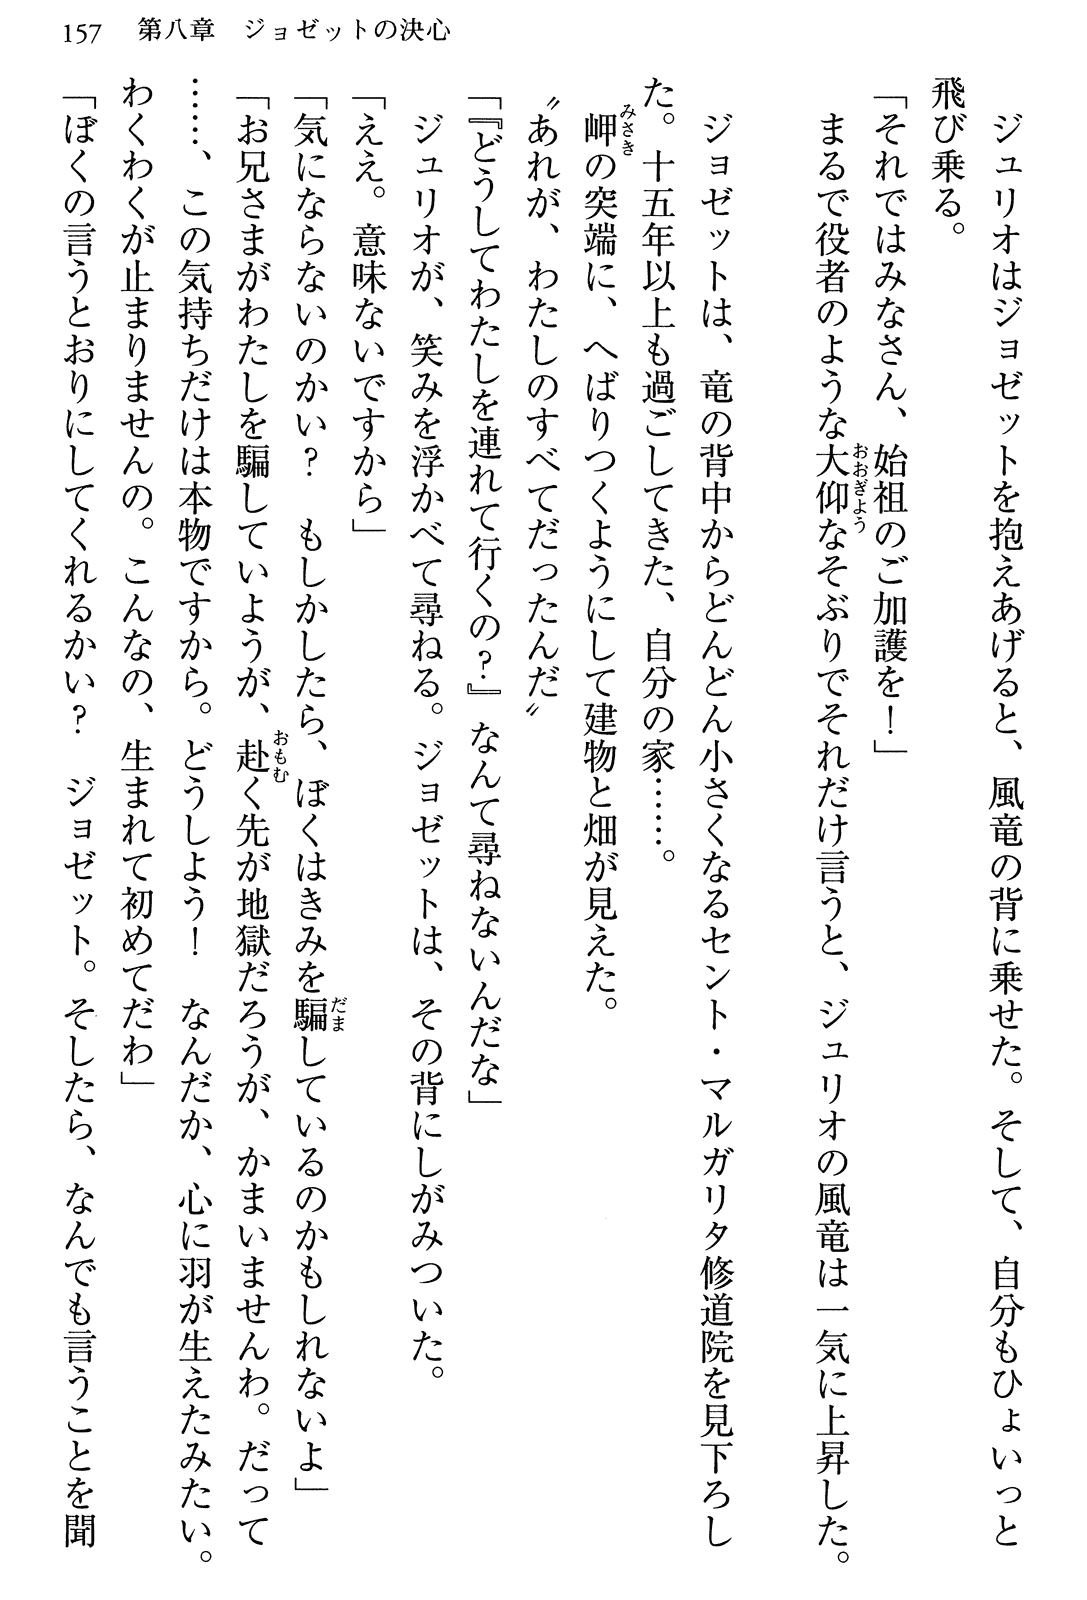 157　第八章　ジョゼットの決心
　ジュリオはジョゼットを抱えあげると、風竜の背に乗せた。そして、自分もひょいっと
飛び乗る。
「それではみなさん、始祖のご加護を！」
　まるで役者のような大仰なそぶりでそれだけ言うと、ジュリオの風竜は一気に上昇した。
　ジョゼットは、竜の背中からどんどん小さくなるセント・マルガリタ修道院を見下ろし
た。十五年以上も過ごしてきた、自分の家……。
　岬の突端に、へばりつくようにして建物と畑が見えた。
〝あれが、わたしのすべてだったんだ〟
「『どうしてわたしを連れて行くの？』なんて尋ねないんだな」
　ジュリオが、笑みを浮かべて尋ねる。ジョゼットは、その背にしがみついた。
「ええ。意味ないですから」
「気にならないのかい？　もしかしたら、ぼくはきみを騙しているのかもしれないよ」
「お兄さまがわたしを騙していようが、赴く先が地獄だろうが、かまいませんわ。だって
……、この気持ちだけは本物ですから。どうしよう！　なんだか、心に羽が生えたみたい。
わくわくが止まりませんの。こんなの、生まれて初めてだわ」
「ぼくの言うとおりにしてくれるかい？　ジョゼット。そしたら、なんでも言うことを聞
おおぎよう
みさき
だま
おもむ